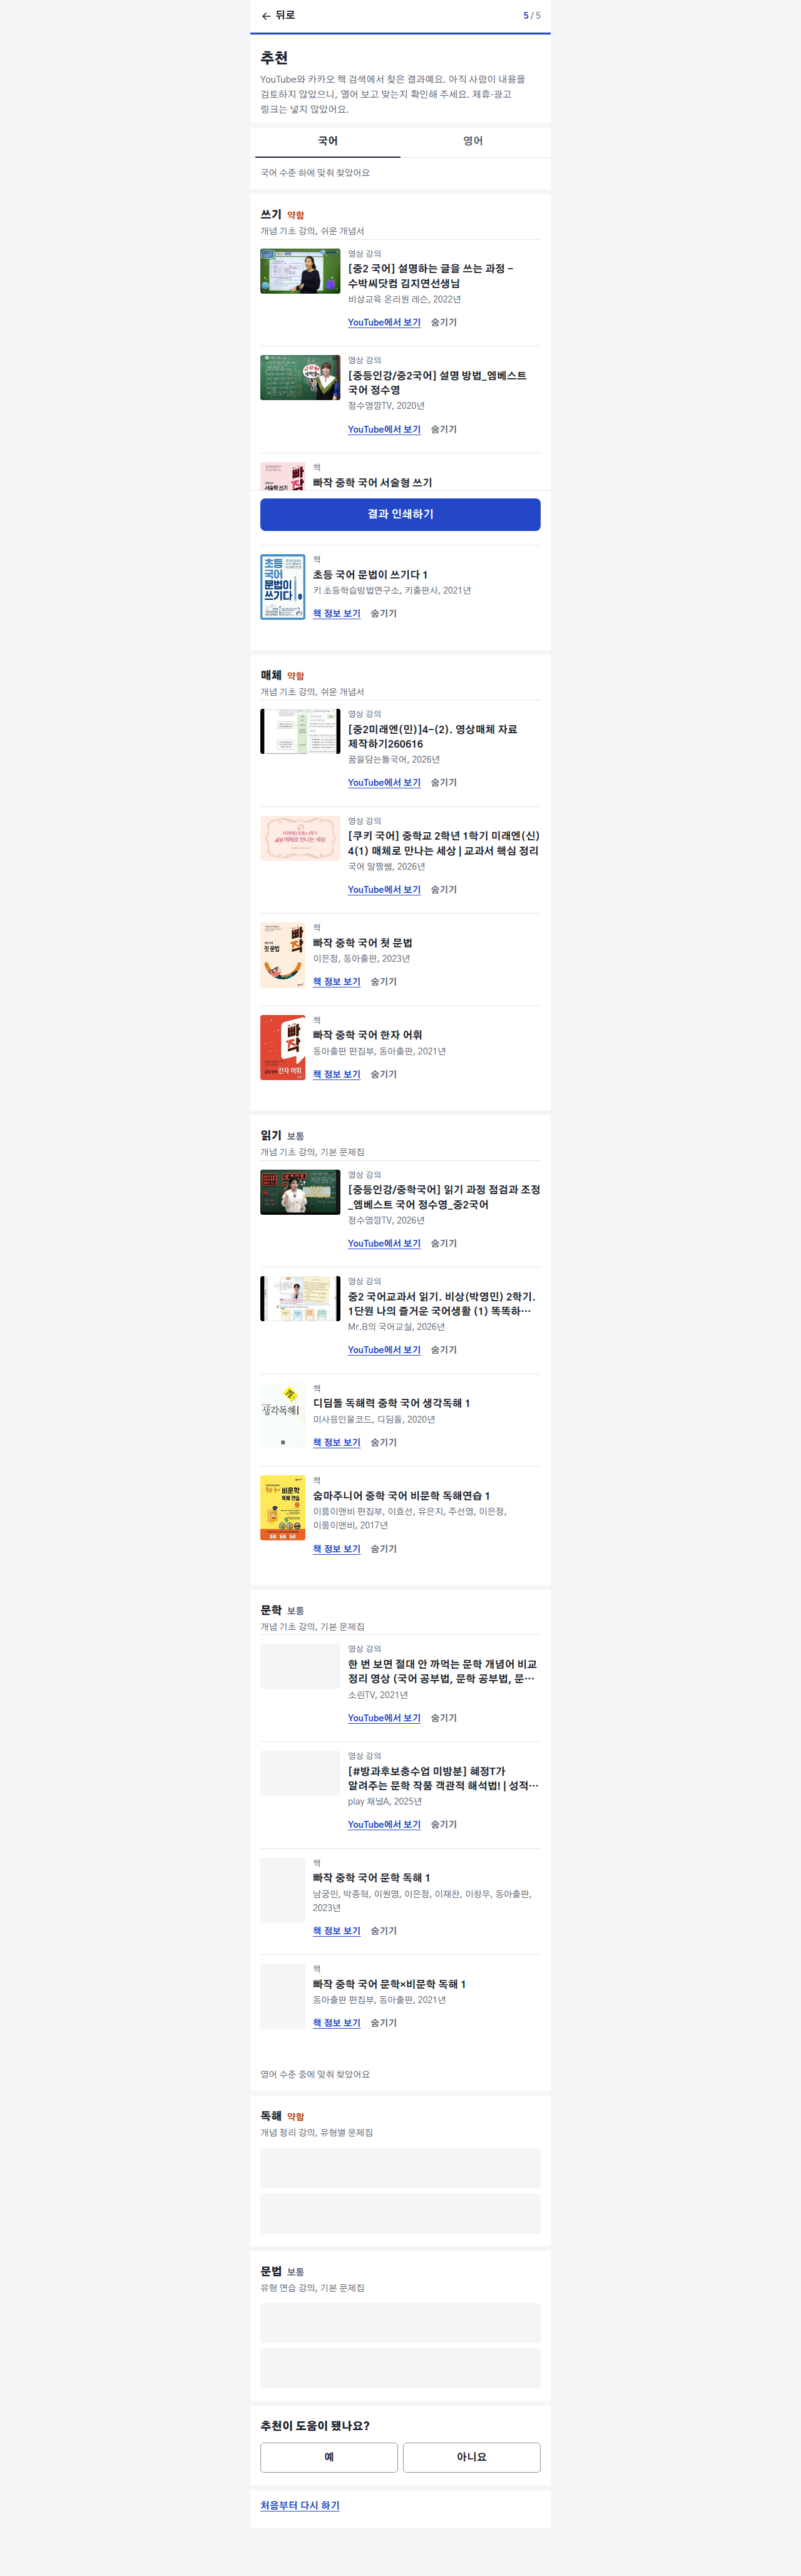 ← 뒤로
5 / 5
추천
YouTube와 카카오 책 검색에서 찾은 결과예요. 아직 사람이 내용을
검토하지 않았으니, 열어 보고 맞는지 확인해 주세요. 제휴·광고
링크는 넣지 않았어요.
국어
영어
국어 수준 하에 맞춰 찾았어요
쓰기 약함
개념 기초 강의, 쉬운 개념서
영상 강의
[중2 국어] 설명하는 글을 쓰는 과정 –
수박씨닷컴 김지연선생님
비상교육 온리원 레슨, 2022년
YouTube에서 보기 숨기기
영상 강의
[중등인강/중2국어] 설명 방법_엠베스트
국어 정수영
정수영깡TV, 2020년
YouTube에서 보기 숨기기
빠작
서술형 쓰기
책
빠작 중학 국어 서술형 쓰기
결과 인쇄하기
초등
국어
문법이
쓰기다
책
초등 국어 문법이 쓰기다 1
키 초등학습방법연구소, 키출판사, 2021년
책 정보 보기 숨기기
매체 약함
개념 기초 강의, 쉬운 개념서
영상 강의
[중2미래엔(민)]4-(2). 영상매체 자료
제작하기260616
꿈을담는틀국어, 2026년
YouTube에서 보기 숨기기
영상 강의
[쿠키 국어] 중학교 2학년 1학기 미래엔(신)
4(1) 매체로 만나는 세상 | 교과서 핵심 정리
국어 알짱쌤, 2026년
YouTube에서 보기 숨기기
빠작
첫 문법
책
빠작 중학 국어 첫 문법
이은정, 동아출판, 2023년
책 정보 보기 숨기기
빠작
한자 어휘
책
빠작 중학 국어 한자 어휘
동아출판 편집부, 동아출판, 2021년
책 정보 보기 숨기기
읽기 보통
개념 기초 강의, 기본 문제집
영상 강의
[중등인강/중학국어] 읽기 과정 점검과 조정
_엠베스트 국어 정수영_중2국어
정수영깡TV, 2026년
YouTube에서 보기 숨기기
영상 강의
중2 국어교과서 읽기. 비상(박영민) 2학기.
1단원 나의 즐거운 국어생활 (1) 똑똑하…
Mr.B의 국어교실, 2026년
YouTube에서 보기 숨기기
생각독해 I
책
디딤돌 독해력 중학 국어 생각독해 1
미사용인물코드, 디딤돌, 2020년
책 정보 보기 숨기기
비문학
독해 연습
책
숨마주니어 중학 국어 비문학 독해연습 1
이룸이앤비 편집부, 이효선, 유은지, 주선영, 이은정,
이룸이앤비, 2017년
책 정보 보기 숨기기
문학 보통
개념 기초 강의, 기본 문제집
영상 강의
한 번 보면 절대 안 까먹는 문학 개념어 비교
정리 영상 (국어 공부법, 문학 공부법, 문…
소린TV, 2021년
YouTube에서 보기 숨기기
영상 강의
[#방과후보충수업 미방분] 혜정T가
알려주는 문학 작품 객관적 해석법! | 성적…
play 채널A, 2025년
YouTube에서 보기 숨기기
책
빠작 중학 국어 문학 독해 1
남궁민, 박종혁, 이원영, 이은정, 이재찬, 이창우, 동아출판,
2023년
책 정보 보기 숨기기
책
빠작 중학 국어 문학×비문학 독해 1
동아출판 편집부, 동아출판, 2021년
책 정보 보기 숨기기
영어 수준 중에 맞춰 찾았어요
독해 약함
개념 정리 강의, 유형별 문제집
문법 보통
유형 연습 강의, 기본 문제집
추천이 도움이 됐나요?
예
아니요
처음부터 다시 하기